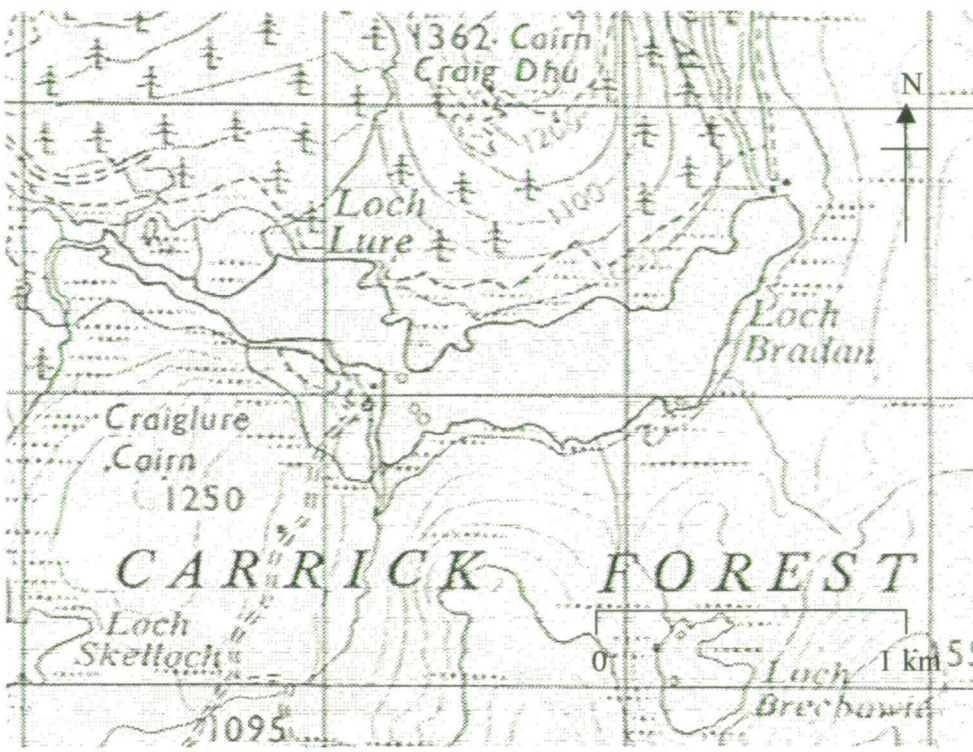 1362 Cairn
Craig Dhu
N
1200
1100
Loch
Lure
Loch
Bradan
Craiglure
Cairn
1250
CARRICK FOREST
Loch
Skelloch
0 1 km
Loch
Brecbowie
1095